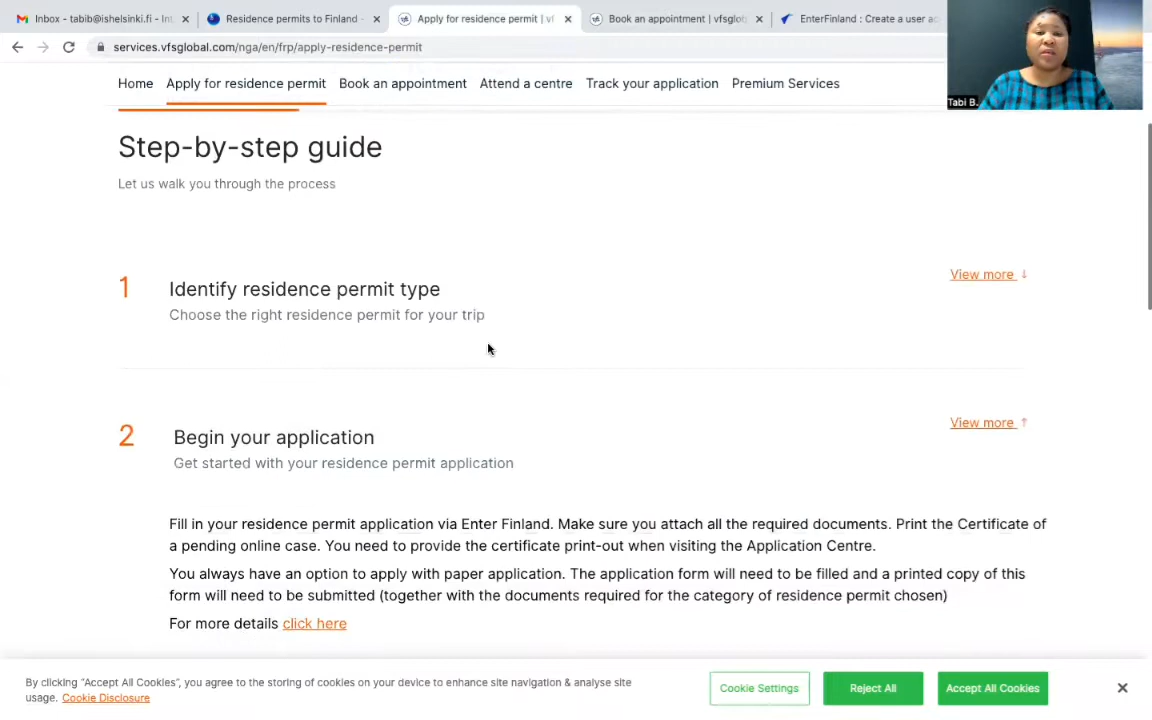 Inbox - tabib@ishelsinki.fi - Int
Residence permits to Finland -
Apply for residence permit | vf
Book an appointment | vfsglob
EnterFinland : Create a user ac
services.vfsglobal.com/nga/en/frp/apply-residence-permit
Home
Apply for residence permit
Book an appointment
Attend a centre
Track your application
Premium Services
Tabi B.
Step-by-step guide
Let us walk you through the process
1
Identify residence permit type
View more ↓
Choose the right residence permit for your trip
2
Begin your application
View more ↑
Get started with your residence permit application
Fill in your residence permit application via Enter Finland. Make sure you attach all the required documents. Print the Certificate of
a pending online case. You need to provide the certificate print-out when visiting the Application Centre.
You always have an option to apply with paper application. The application form will need to be filled and a printed copy of this
form will need to be submitted (together with the documents required for the category of residence permit chosen)
For more details click here
By clicking "Accept All Cookies", you agree to the storing of cookies on your device to enhance site navigation & analyse site
usage. Cookie Disclosure
Cookie Settings
Reject All
Accept All Cookies